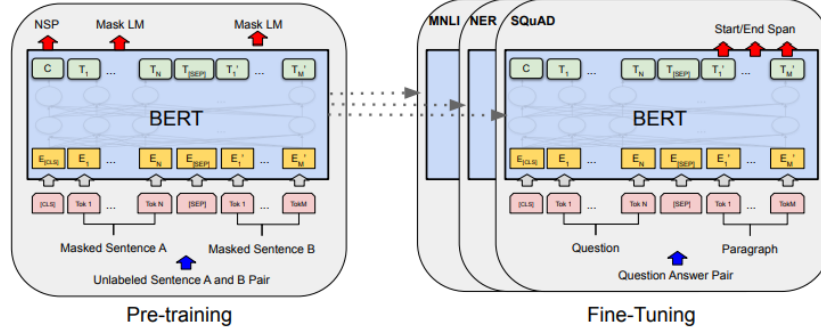 NSP Mask LM Mask LM
C T1 ... TN T[SEP] T1' ... TM'
BERT
E[CLS] E1 ... EN E[SEP] E1' ... EM'
[CLS] Tok 1 ... Tok N [SEP] Tok 1 ... TokM
Masked Sentence A Masked Sentence B
Unlabeled Sentence A and B Pair
Pre-training
MNLI NER SQuAD
Start/End Span
C T1 ... TN T[SEP] T1' ... TM'
BERT
E[CLS] E1 ... EN E[SEP] E1' ... EM'
[CLS] Tok 1 ... Tok N [SEP] Tok 1 ... TokM
Question Paragraph
Question Answer Pair
Fine-Tuning